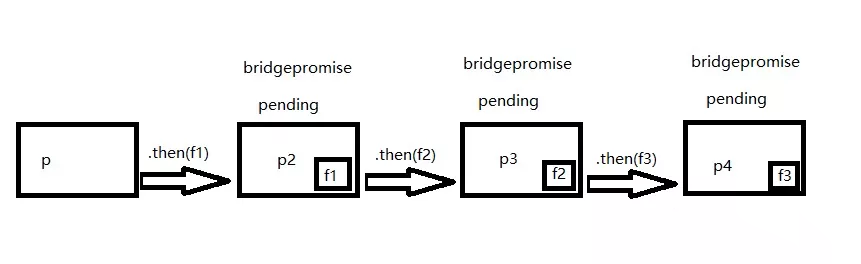 bridgepromise
pending
bridgepromise
pending
bridgepromise
pending
p
.then(f1)
p2
f1
.then(f2)
p3
f2
.then(f3)
p4
f3